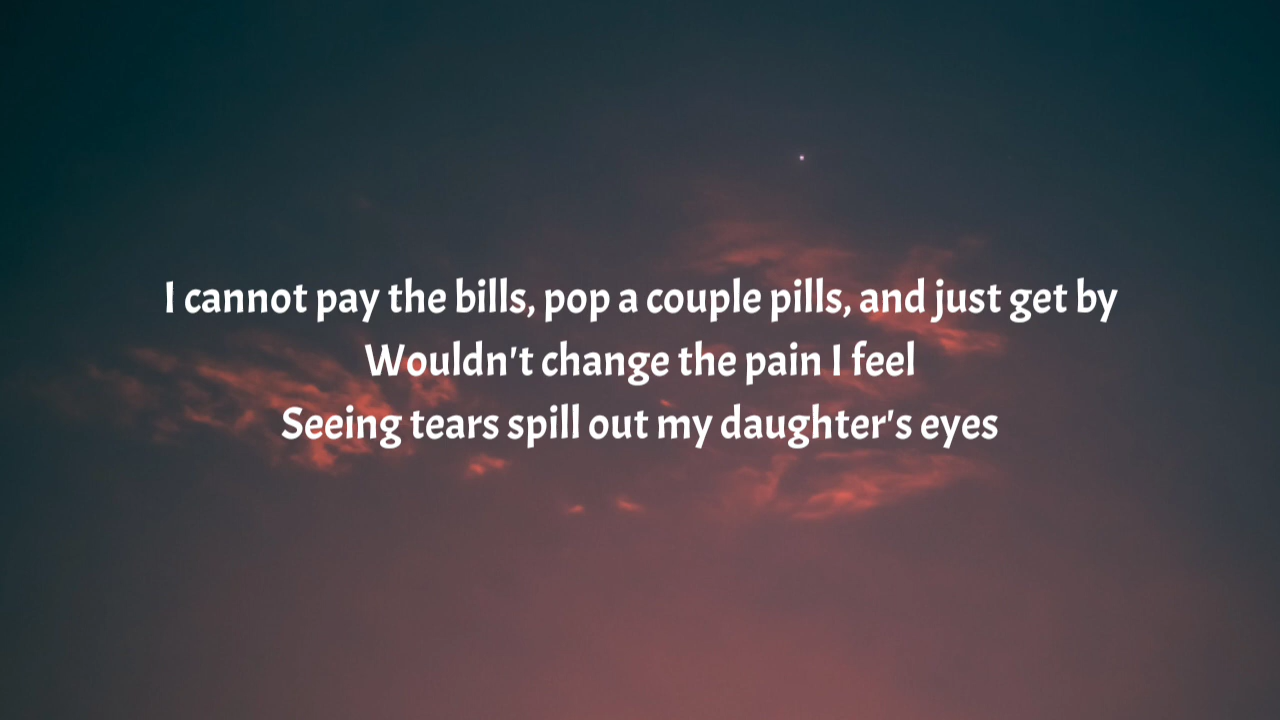 I cannot pay the bills, pop a couple pills, and just get by
Wouldn't change the pain I feel
Seeing tears spill out my daughter's eyes